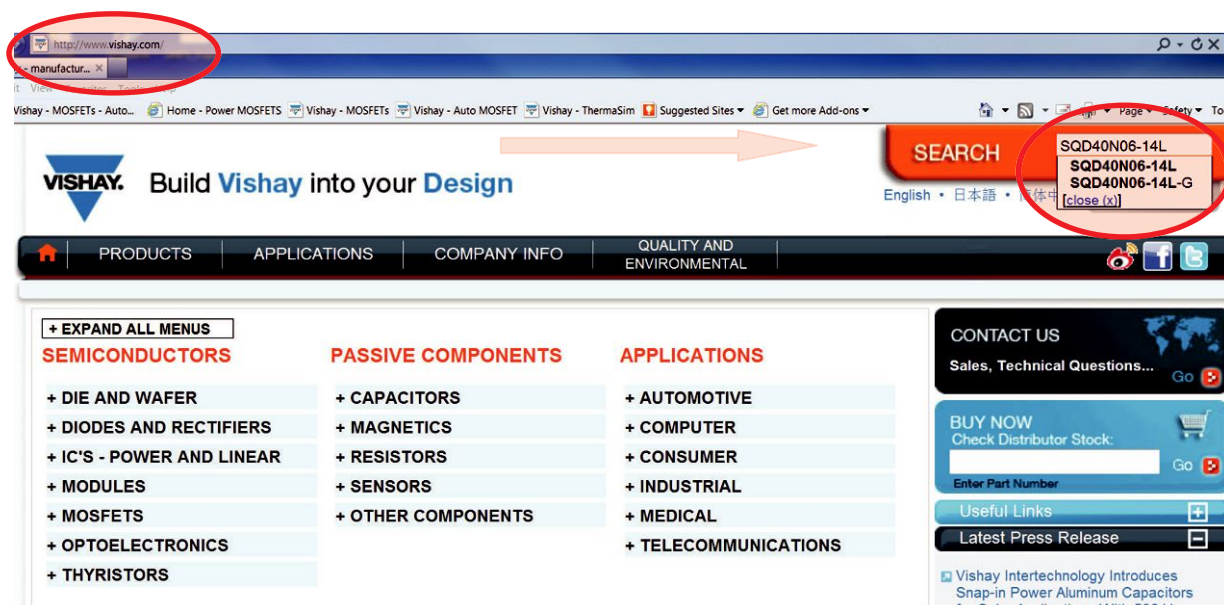 http://www.vishay.com/
- manufactur... ×
Vishay - MOSFETs - Auto... Home - Power MOSFETS Vishay - MOSFETs Vishay - Auto MOSFET Vishay - ThermaSim Suggested Sites Get more Add-ons Page Safety To
VISHAY. Build Vishay into your Design
SEARCH
SQD40N06-14L
SQD40N06-14L
SQD40N06-14L-G
[close (x)]
English • 日本語 •
PRODUCTS APPLICATIONS COMPANY INFO QUALITY AND
ENVIRONMENTAL
+ EXPAND ALL MENUS
SEMICONDUCTORS
+ DIE AND WAFER
+ DIODES AND RECTIFIERS
+ IC'S - POWER AND LINEAR
+ MODULES
+ MOSFETS
+ OPTOELECTRONICS
+ THYRISTORS
PASSIVE COMPONENTS
+ CAPACITORS
+ MAGNETICS
+ RESISTORS
+ SENSORS
+ OTHER COMPONENTS
APPLICATIONS
+ AUTOMOTIVE
+ COMPUTER
+ CONSUMER
+ INDUSTRIAL
+ MEDICAL
+ TELECOMMUNICATIONS
CONTACT US
Sales, Technical Questions...
Go
BUY NOW
Check Distributor Stock:
Go
Enter Part Number
Useful Links
Latest Press Release
Vishay Intertechnology Introduces
Snap-in Power Aluminum Capacitors